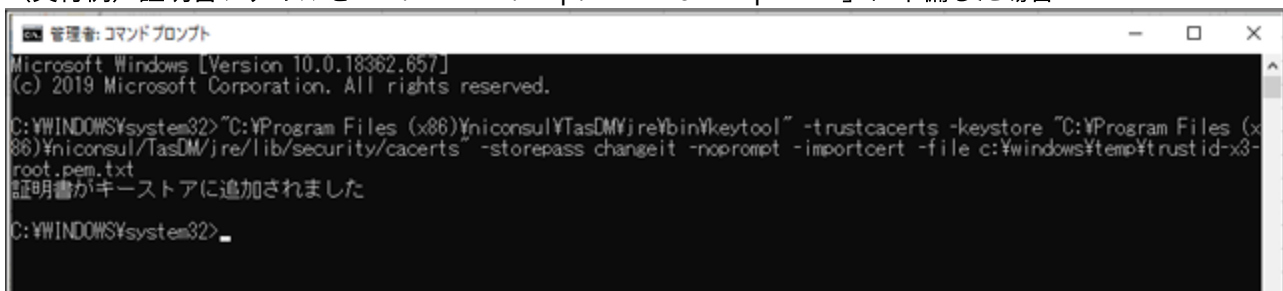 管理者: コマンド プロンプト
Microsoft Windows [Version 10.0.18362.657]
(c) 2019 Microsoft Corporation. All rights reserved.
C:¥WINDOWS¥system32>"C:¥Program Files (x86)¥niconsul¥TasDM¥jre¥bin¥keytool" -trustcacerts -keystore "C:¥Program Files (x
86)¥niconsul/TasDM/jre/lib/security/cacerts" -storepass changeit -noprompt -importcert -file c:¥windows¥temp¥trustid-x3-
root.pem.txt
証明書がキーストアに追加されました
C:¥WINDOWS¥system32>